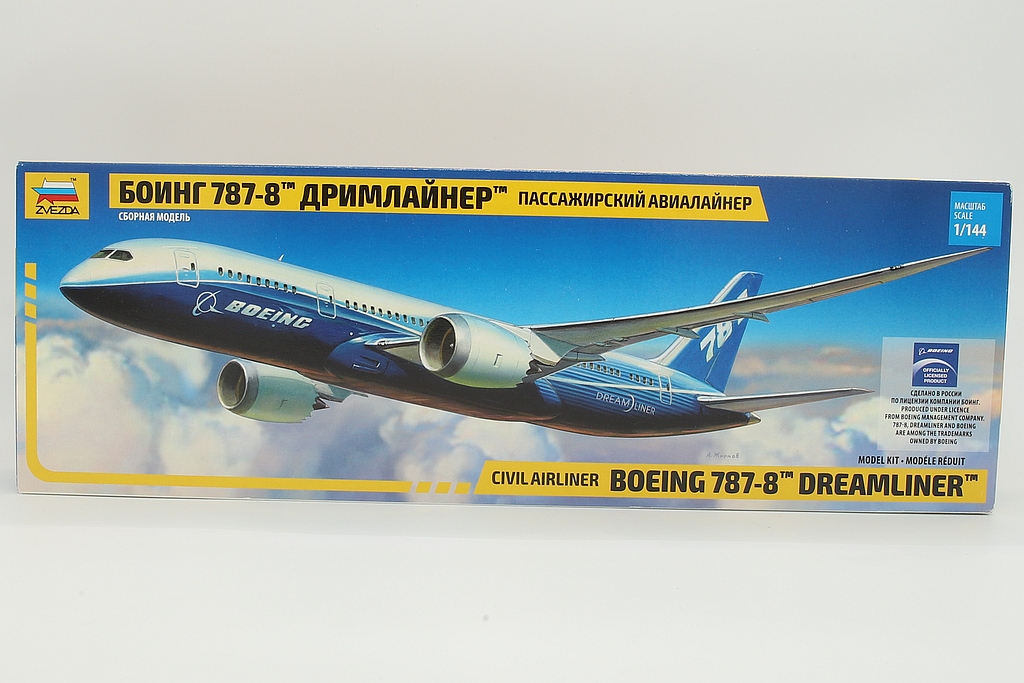 ZVEZDA™
БОИНГ 787-8™ ДРИМЛАЙНЕР™ ПАССАЖИРСКИЙ АВИАЛАЙНЕР
СБОРНАЯ МОДЕЛЬ
МАСШТАБ
SCALE
1/144
BOEING
787
DREAMLINER
BOEING
OFFICIALLY
LICENSED
PRODUCT
СДЕЛАНО В РОССИИ
ПО ЛИЦЕНЗИИ КОМПАНИИ БОИНГ.
PRODUCED UNDER LICENCE
FROM BOEING MANAGEMENT COMPANY.
787-8, DREAMLINER AND BOEING
ARE AMONG THE TRADEMARKS
OWNED BY BOEING
MODEL KIT - MODÉLE RÉDUIT
CIVIL AIRLINER BOEING 787-8™ DREAMLINER™